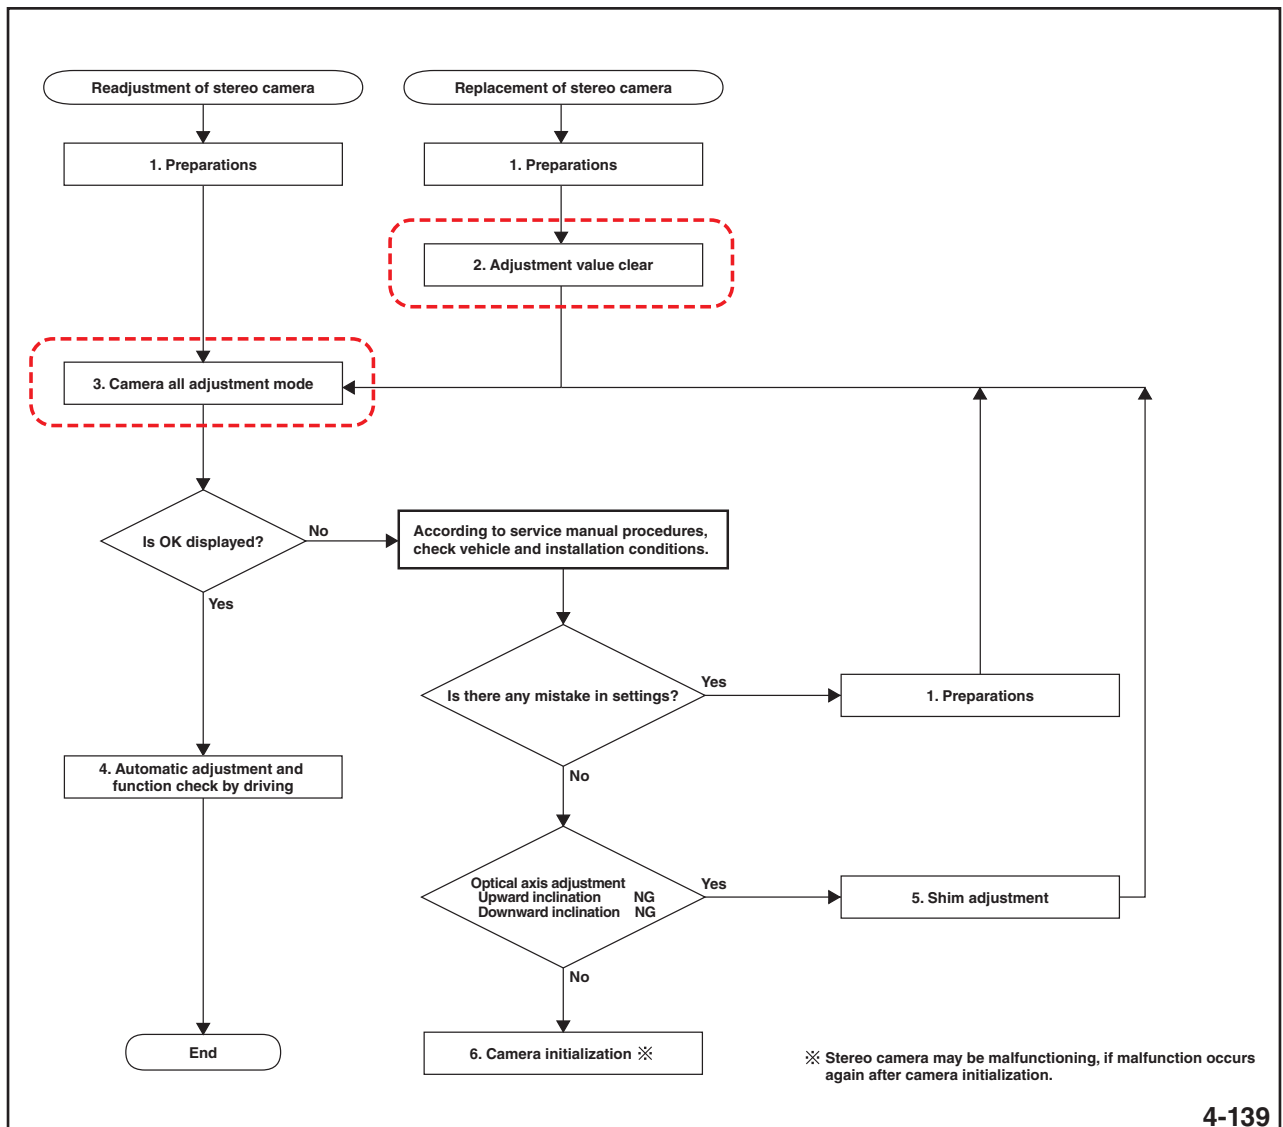 Readjustment of stereo camera
Replacement of stereo camera
1. Preparations
1. Preparations
2. Adjustment value clear
3. Camera all adjustment mode
Is OK displayed?
No
According to service manual procedures,
check vehicle and installation conditions.
Yes
Is there any mistake in settings?
Yes
1. Preparations
No
4. Automatic adjustment and
function check by driving
Optical axis adjustment
Upward inclination NG
Downward inclination NG
Yes
5. Shim adjustment
No
End
6. Camera initialization ※
※ Stereo camera may be malfunctioning, if malfunction occurs
again after camera initialization.
4-139